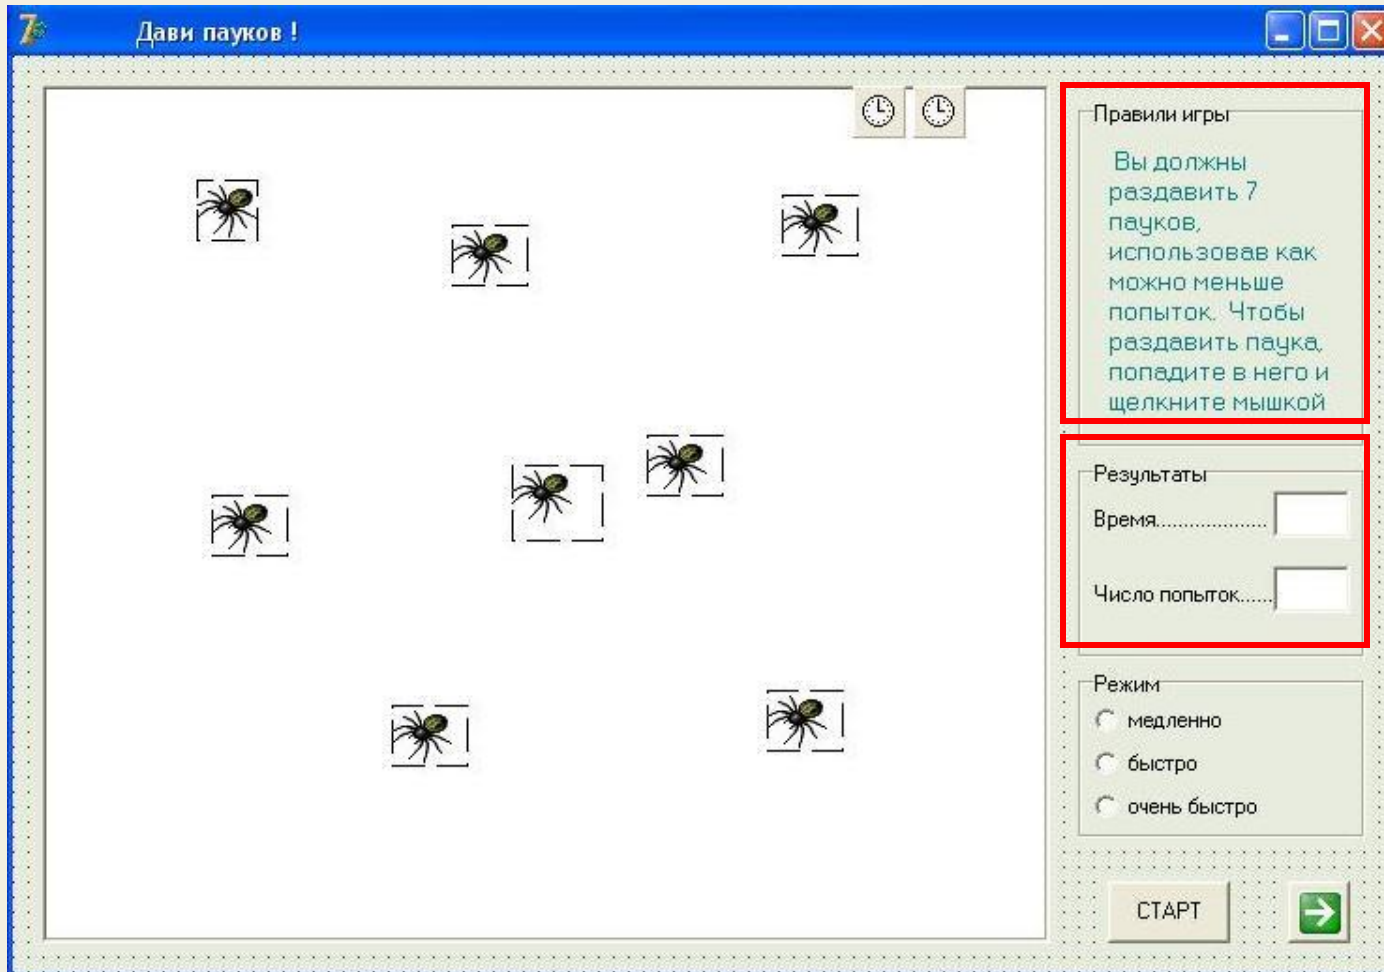 Дави пауков !
Правили игры
Вы должны
раздавить 7
пауков,
использовав как
можно меньше
попыток. Чтобы
раздавить паука,
попадите в него и
щелкните мышкой
Результаты
Время....................
Число попыток......
Режим
медленно
быстро
очень быстро
СТАРТ